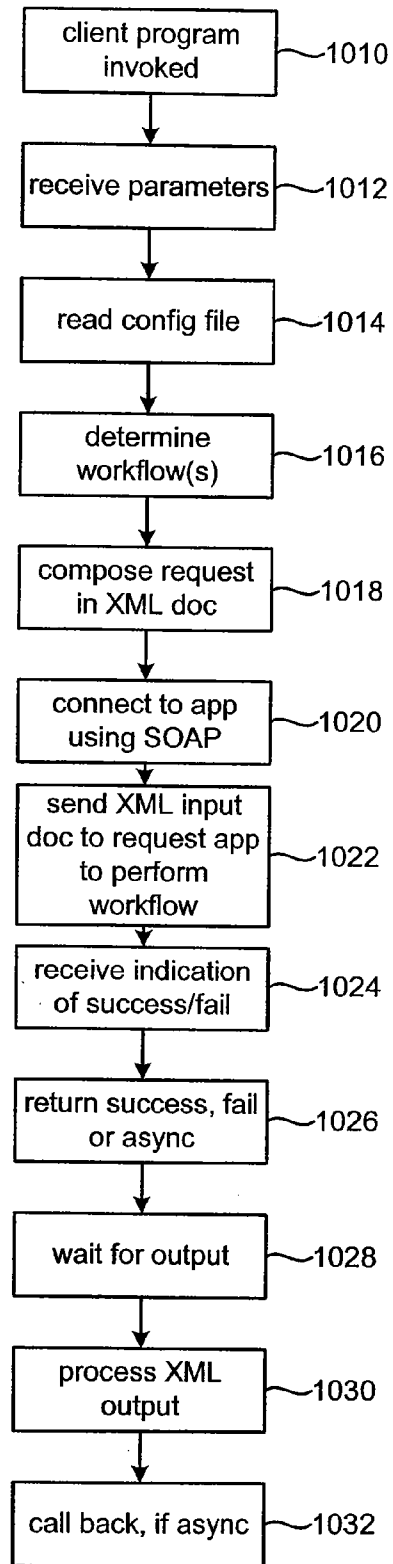 client program
invoked
1010
receive parameters
1012
read config file
1014
determine
workflow(s)
1016
compose request
in XML doc
1018
connect to app
using SOAP
1020
send XML input
doc to request app
to perform
workflow
1022
receive indication
of success/fail
1024
return success, fail
or async
1026
wait for output
1028
process XML
output
1030
call back, if async
1032